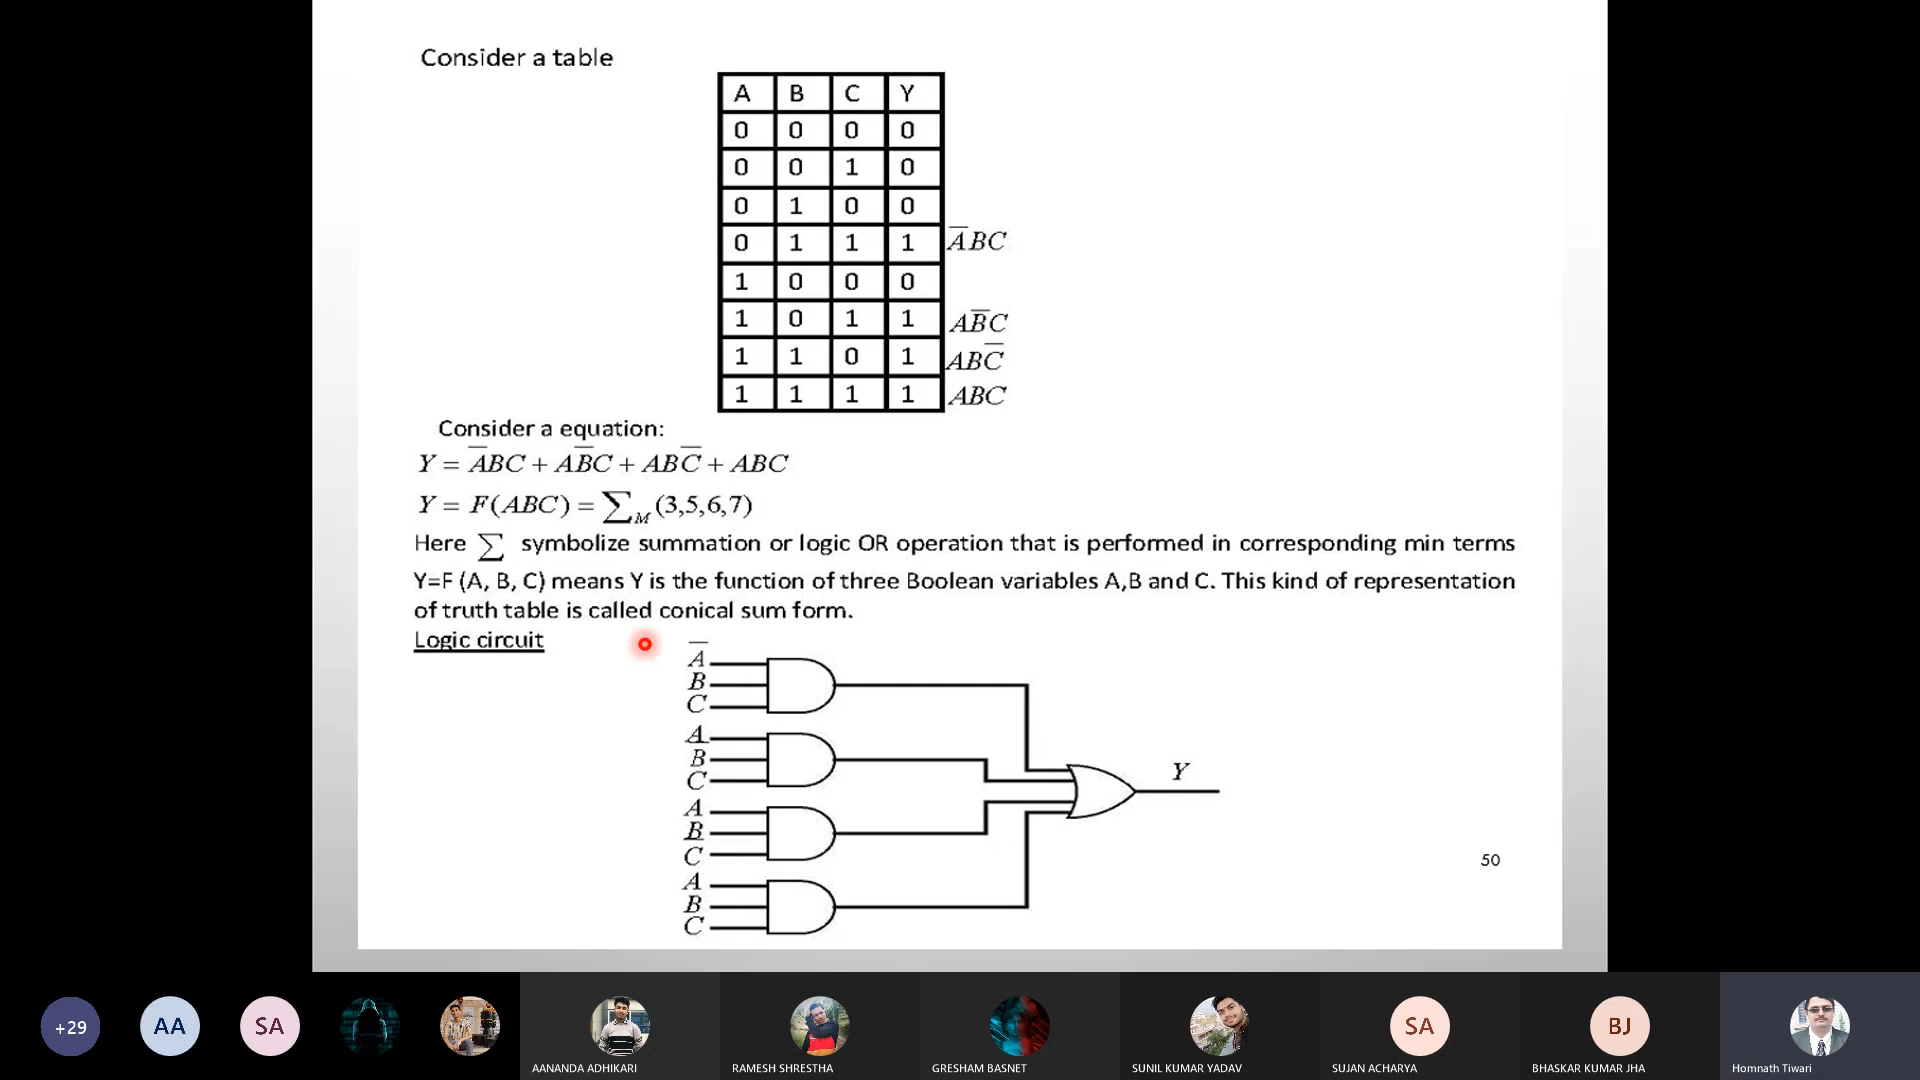 Consider a table
A B C Y
0 0 0 0
0 0 1 0
0 1 0 0
0 1 1 1 A̅BC
1 0 0 0
1 0 1 1 AB̅C
1 1 0 1 ABC̅
1 1 1 1 ABC
Consider a equation:
Y = A̅BC + AB̅C + ABC̅ + ABC
Y = F(ABC) = ∑M (3,5,6,7)
Here ∑ symbolize summation or logic OR operation that is performed in corresponding min terms
Y=F (A, B, C) means Y is the function of three Boolean variables A,B and C. This kind of representation
of truth table is called conical sum form.
Logic circuit
A̅
B
C
A
B
C
A
B
C
A
B
C
Y
50
+29
AA
SA
SA
BJ
AANANDA ADHIKARI
RAMESH SHRESTHA
GRESHAM BASNET
SUNIL KUMAR YADAV
SUJAN ACHARYA
BHASKAR KUMAR JHA
Homnath Tiwari